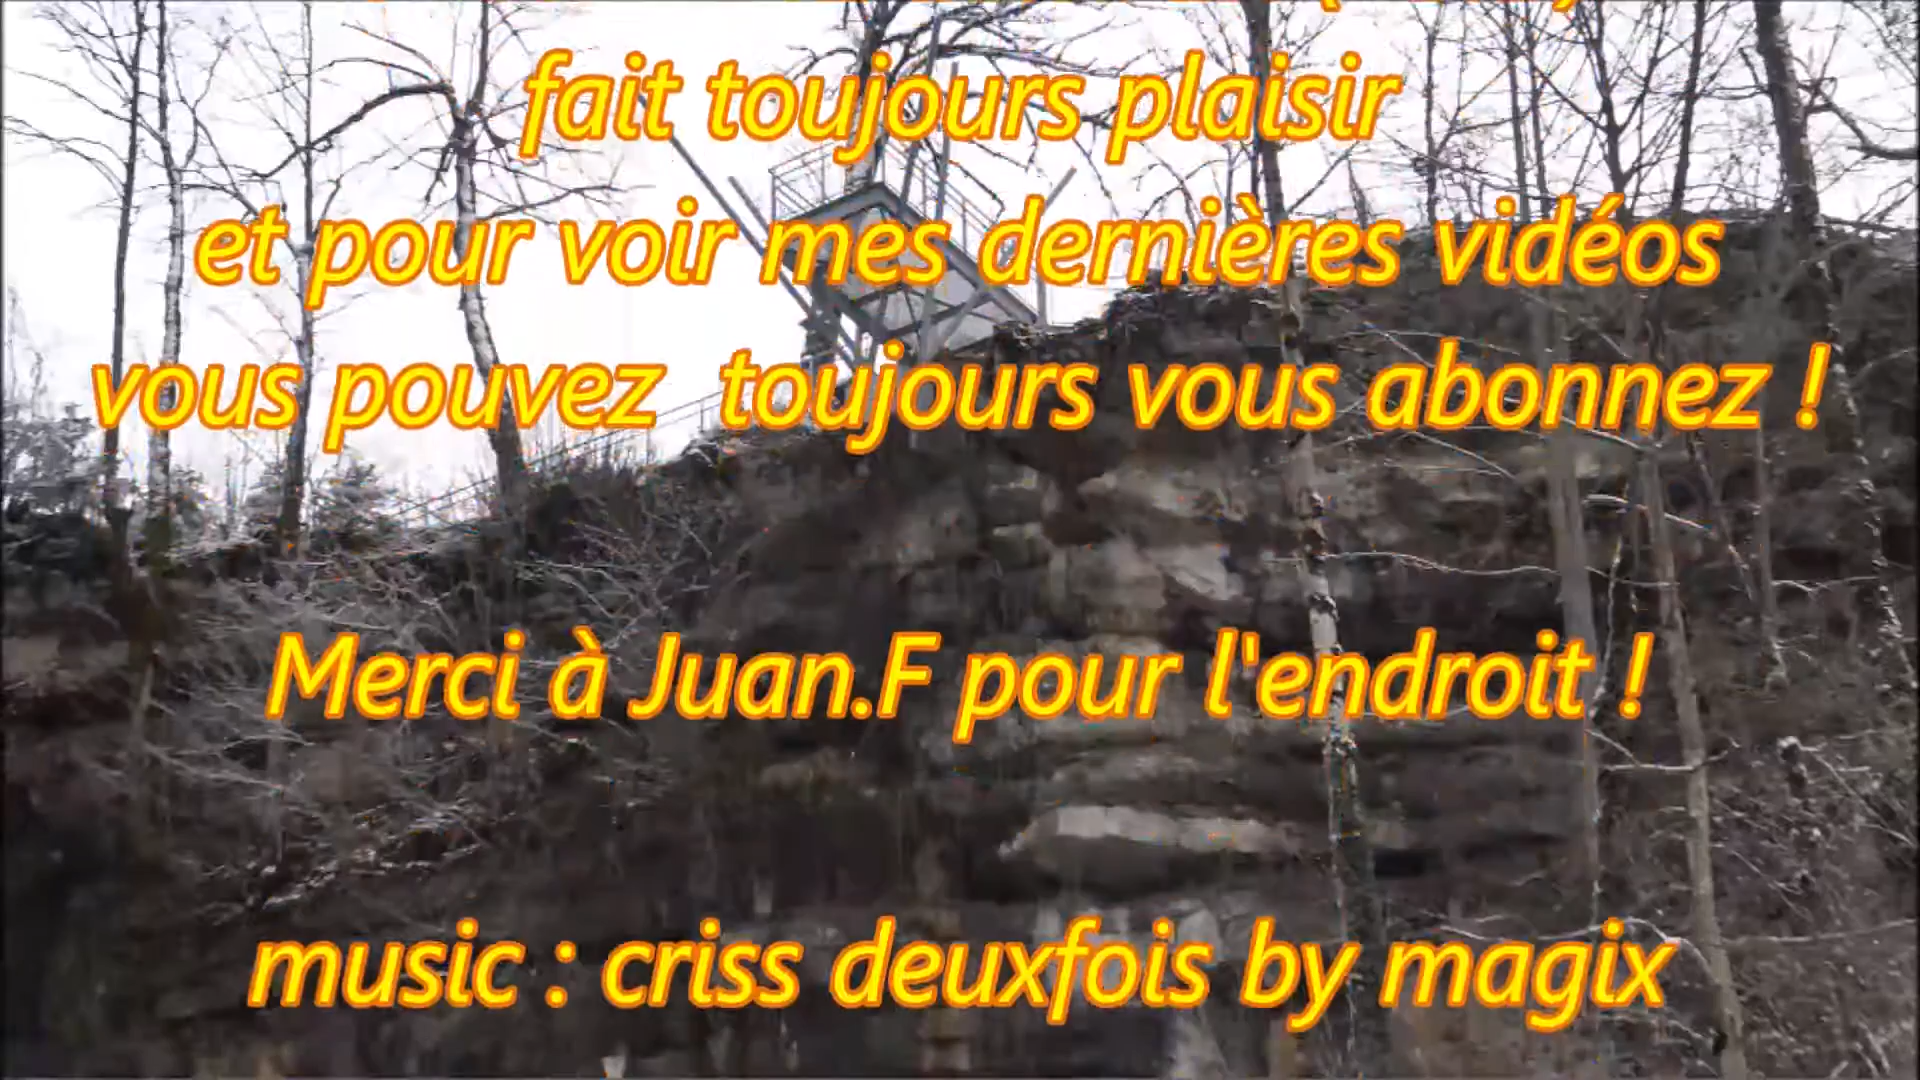 fait toujours plaisir
et pour voir mes dernières vidéos
vous pouvez  toujours vous abonnez !
Merci à Juan.F pour l'endroit !
music : criss deuxfois by magix